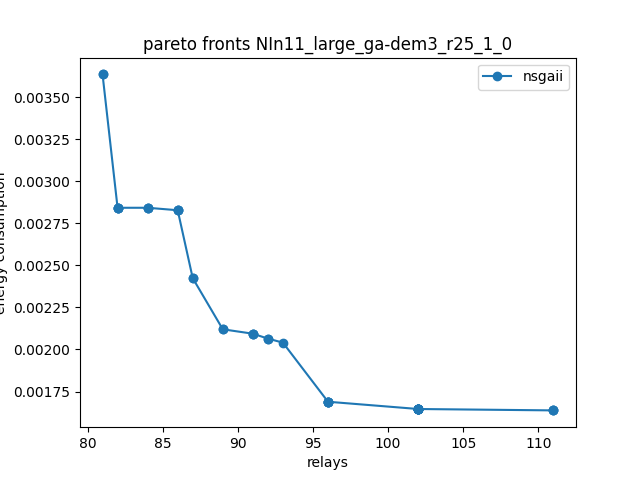 pareto fronts NIn11_large_ga-dem3_r25_1_0
nsgaii
0.00350
0.00325
0.00300
0.00275
0.00250
0.00225
0.00200
0.00175
energy consumption
80 85 90 95 100 105 110
relays